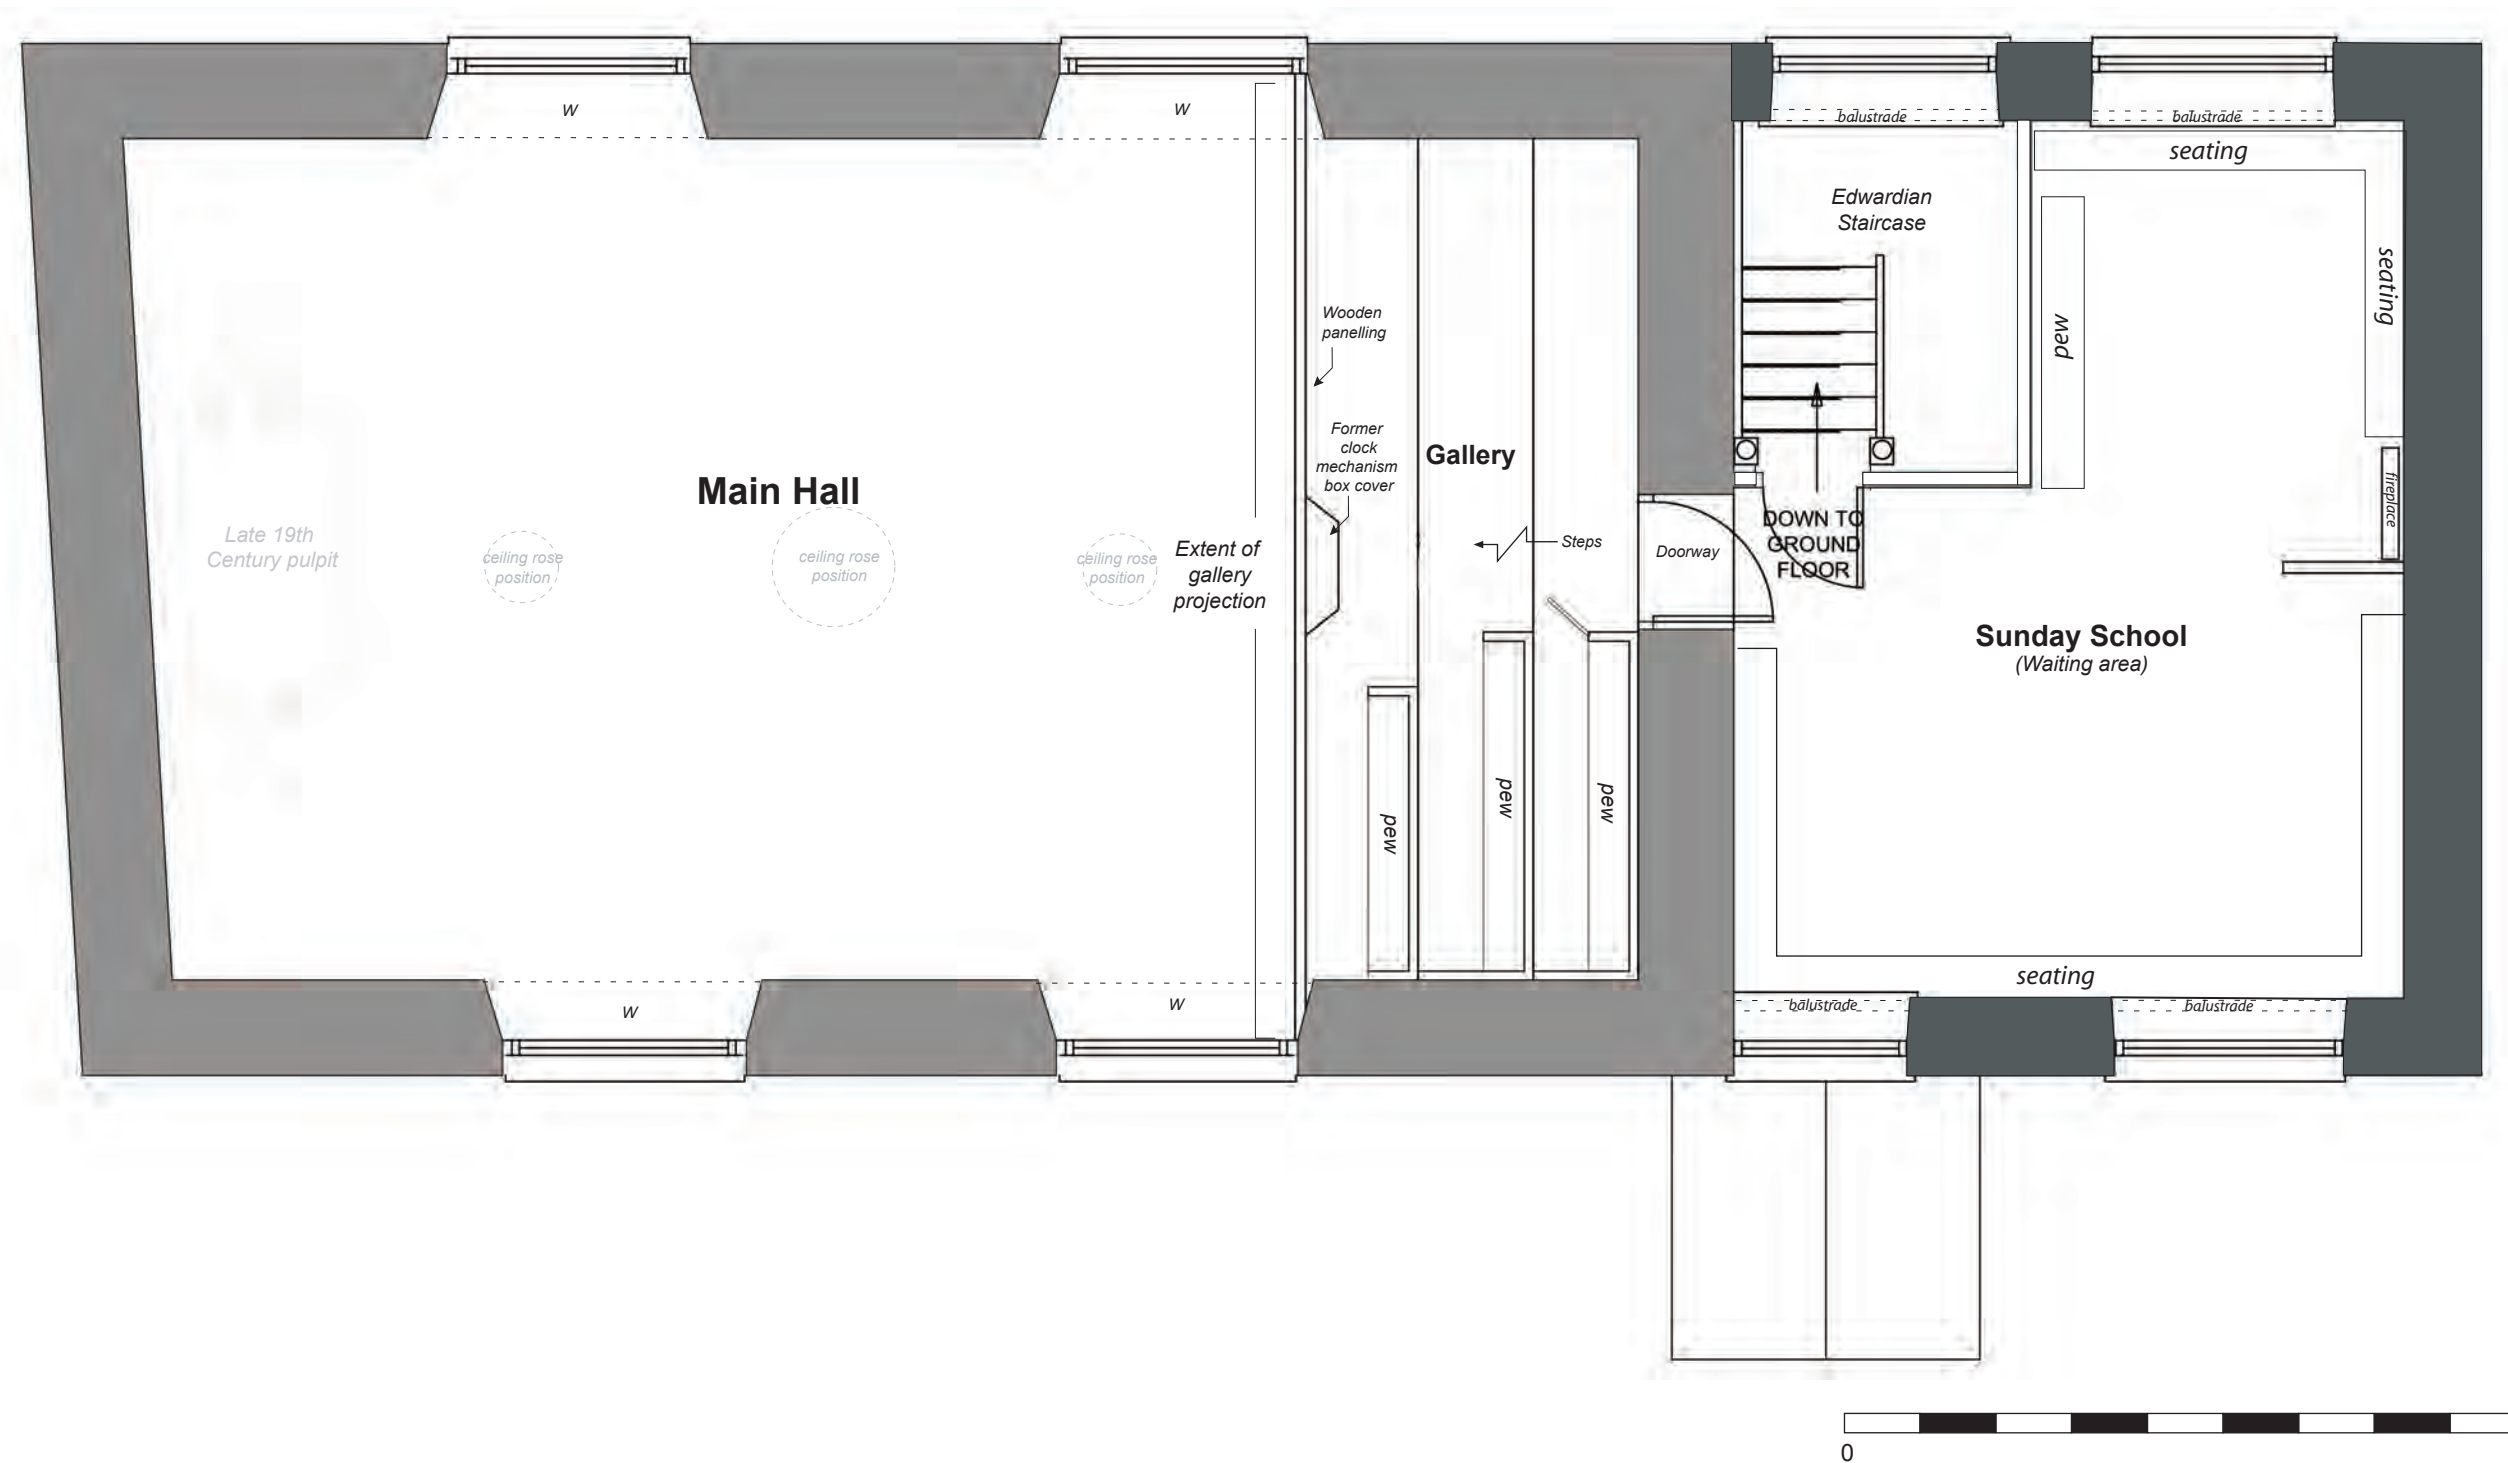 W
W
balustrade
balustrade
seating
Edwardian
Staircase
seating
Wooden
panelling
pew
Former
clock
mechanism
box cover
Gallery
Main Hall
fireplace
DOWN TO
GROUND
FLOOR
Late 19th
Century pulpit
ceiling rose
position
ceiling rose
position
ceiling rose
position
Extent of
gallery
projection
Steps
Doorway
Sunday School
(Waiting area)
pew
pew
pew
seating
W
W
balustrade
balustrade
0